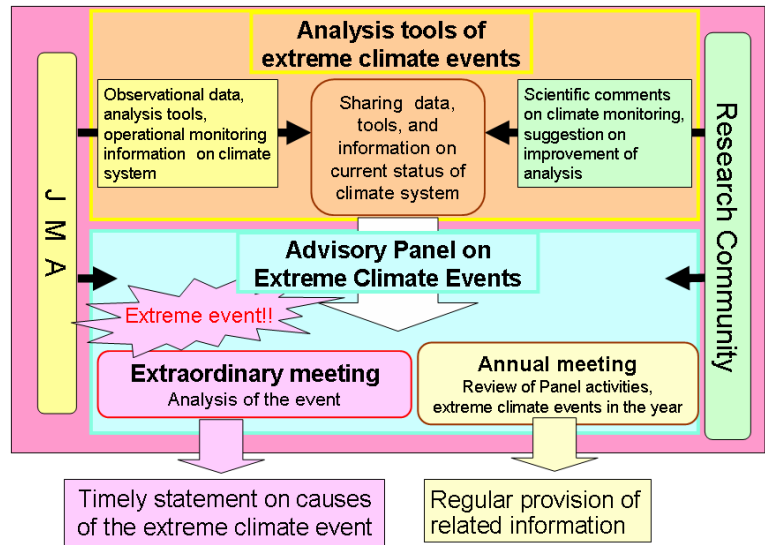 Analysis tools of
extreme climate events
J M A
Observational data,
analysis tools,
operational monitoring
information on climate
system
Sharing data,
tools, and
information on
current status of
climate system
Scientific comments
on climate monitoring,
suggestion on
improvement of
analysis
Research Community
Advisory Panel on
Extreme Climate Events
Extreme event!!
Extraordinary meeting
Analysis of the event
Annual meeting
Review of Panel activities,
extreme climate events in the year
Timely statement on causes
of the extreme climate event
Regular provision of
related information